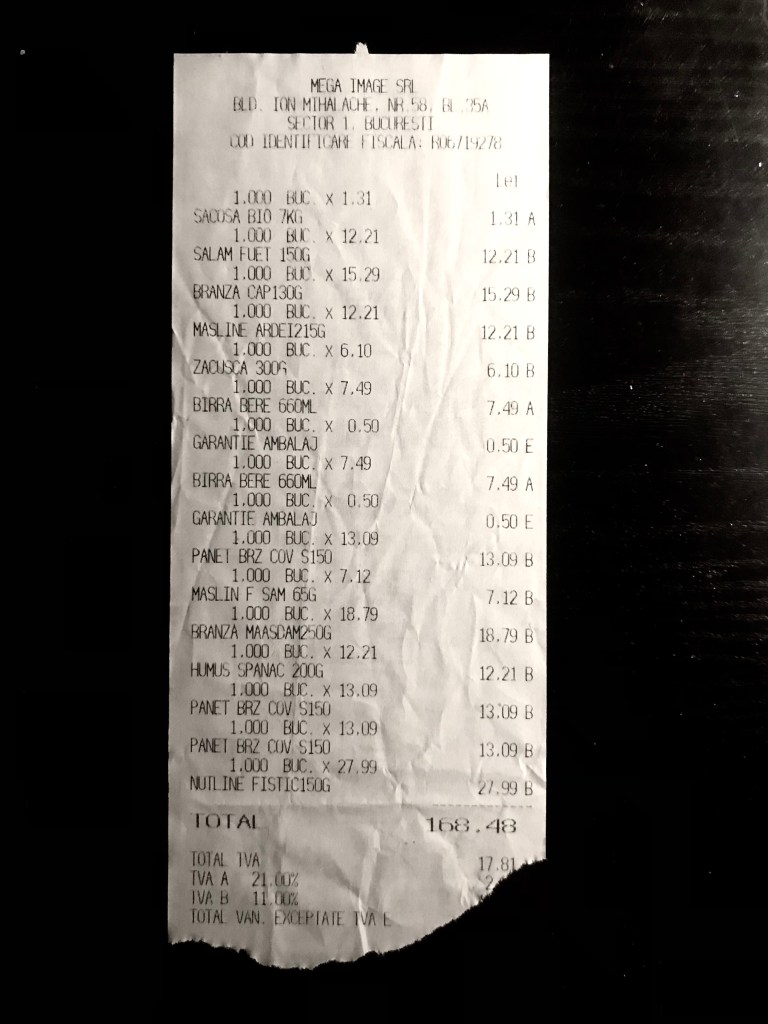 MEGA IMAGE SRL
BLD. ION MIHALACHE, NR.58, BL.35A
SECTOR 1, BUCURESTI
COD IDENTIFICARE FISCALA: RO6719278
Lei
1.000 BUC. X 1.31
SACOSA BIO 7KG 1.31 A
1.000 BUC. X 12.21
SALAM FUET 150G 12.21 B
1.000 BUC. X 15.29
BRANZA CAP130G 15.29 B
1.000 BUC. X 12.21
MASLINE ARDEI215G 12.21 B
1.000 BUC. X 6.10
ZACUSCA 300G 6.10 B
1.000 BUC. X 7.49
BIRRA BERE 660ML 7.49 A
1.000 BUC. X 0.50
GARANTIE AMBALAJ 0.50 E
1.000 BUC. X 7.49
BIRRA BERE 660ML 7.49 A
1.000 BUC. X 0.50
GARANTIE AMBALAJ 0.50 E
1.000 BUC. X 13.09
PANET BRZ COV S150 13.09 B
1.000 BUC. X 7.12
MASLIN F SAM 65G 7.12 B
1.000 BUC. X 18.79
BRANZA MAASDAM250G 18.79 B
1.000 BUC. X 12.21
HUMUS SPANAC 200G 12.21 B
1.000 BUC. X 13.09
PANET BRZ COV S150 13.09 B
1.000 BUC. X 13.09
PANET BRZ COV S150 13.09 B
1.000 BUC. X 27.99
NUTLINE FISTIC150G 27.99 B
TOTAL 168.48
TOTAL TVA 17.81
TVA A 21.00%
TVA B 11.00%
TOTAL VAN. EXCEPTATE TVA E